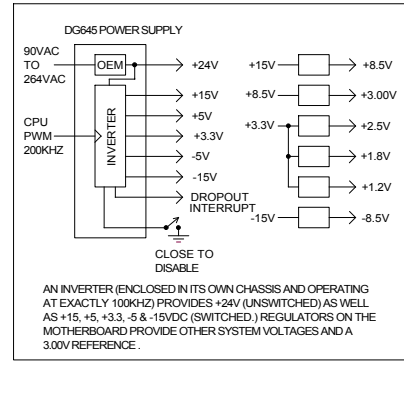 DG645 POWER SUPPLY
90VAC
TO
264VAC
OEM
+24V
+15V
+5V
+3.3V
-5V
-15V
DROPOUT
INTERRUPT
CPU
PWM
200KHZ
INVERTER
CLOSE TO
DISABLE
+15V
+8.5V
+8.5V
+3.00V
+3.3V
+2.5V
+1.8V
+1.2V
-15V
-8.5V
AN INVERTER (ENCLOSED IN ITS OWN CHASSIS AND OPERATING
AT EXACTLY 100KHZ) PROVIDES +24V (UNSWITCHED) AS WELL
AS +15, +5, +3.3, -5 & -15VDC (SWITCHED.) REGULATORS ON THE
MOTHERBOARD PROVIDE OTHER SYSTEM VOLTAGES AND A
3.00V REFERENCE .